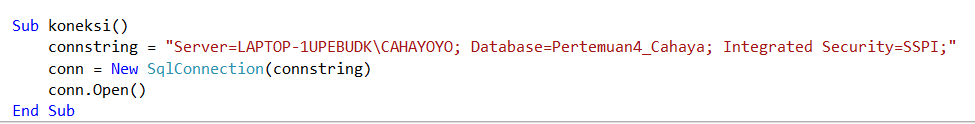 Sub koneksi()
connstring = "Server=LAPTOP-1UPEBUDK\CAHAYOYO; Database=Pertemuan4_Cahaya; Integrated Security=SSPI;"
conn = New SqlConnection(connstring)
conn.Open()
End Sub